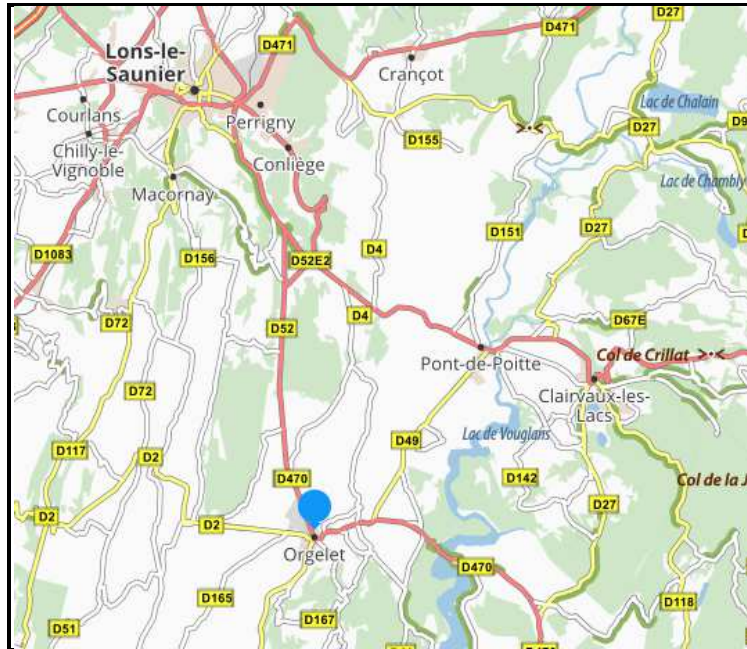 D27
D471
D471
Lons-le-
Saunier
Crançot
Lac de Chalain
Courlans
Perrigny
D27
D155
Chilly-le-
Vignoble
Conliège
Macornay
Lac de Chambly
D151
D27
D1083
D156
D52E2
D4
D4
D67E
D72
D52
Pont-de-Poitte
Col de Crillat
Clairvaux-les-
Lacs
D72
D49
Lac de Vouglans
D117
D2
D470
D142
Col de la
D27
D2
D2
Orgelet
D470
D165
D167
D118
D51